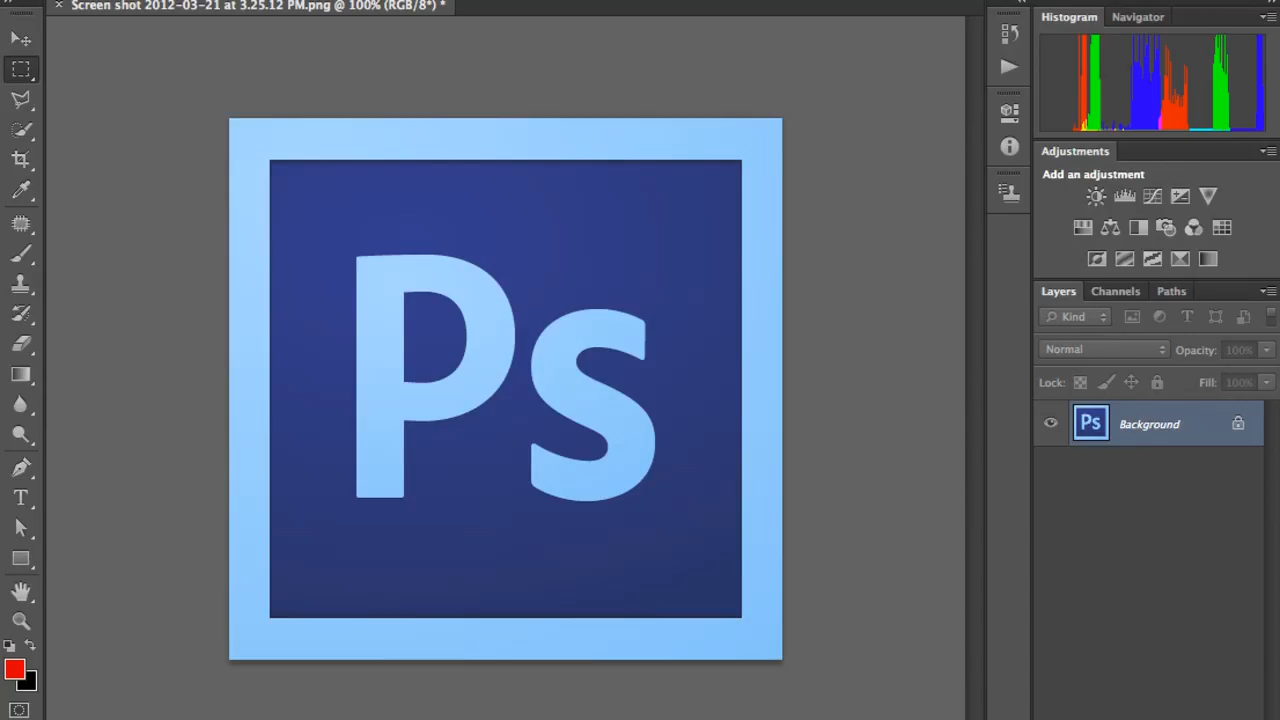 Screen shot 2012-03-21 at 3.25.12 PM.png @ 100% (RGB/8*) *
Histogram Navigator
Adjustments
Add an adjustment
Layers Channels Paths
Kind
Normal Opacity: 100%
Lock: Fill: 100%
Ps Background
Ps